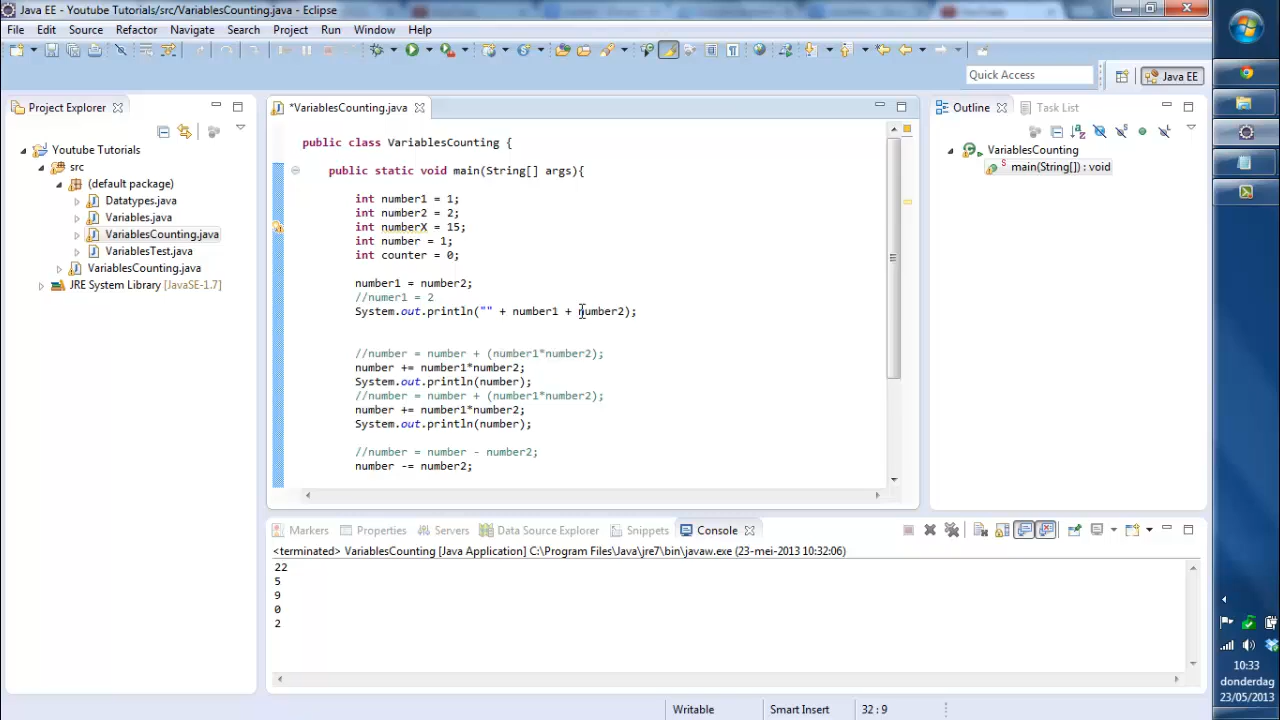 Java EE - Youtube Tutorials/src/VariablesCounting.java - Eclipse
File Edit Source Refactor Navigate Search Project Run Window Help
Quick Access
Java EE
Project Explorer
*VariablesCounting.java
Outline Task List
Youtube Tutorials
src
(default package)
Datatypes.java
Variables.java
VariablesCounting.java
VariablesTest.java
VariablesCounting.java
JRE System Library [JavaSE-1.7]
public class VariablesCounting {
public static void main(String[] args){
int number1 = 1;
int number2 = 2;
int numberX = 15;
int number = 1;
int counter = 0;
number1 = number2;
//numer1 = 2
System.out.println("" + number1 + number2);
//number = number + (number1*number2);
number += number1*number2;
System.out.println(number);
//number = number + (number1*number2);
number += number1*number2;
System.out.println(number);
//number = number - number2;
number -= number2;
VariablesCounting
main(String[]) : void
Markers Properties Servers Data Source Explorer Snippets Console
<terminated> VariablesCounting [Java Application] C:\Program Files\Java\jre7\bin\javaw.exe (23-mei-2013 10:32:06)
22
5
9
0
2
Writable Smart Insert 32 : 9
10:33
donderdag
23/05/2013